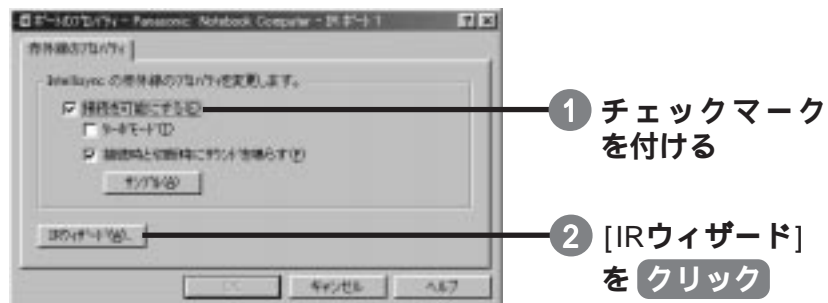 ポートのプロパティ - Panasonic Notebook Computer - IR ポート 1
赤外線のプロパティ
Intellisync の赤外線のプロパティを変更します。
接続を可能にする(E)
ターボモード(T)
接続時と切断時にサウンドを鳴らす(P)
サンプル(A)
IRウィザード(W)...
OK
キャンセル
ヘルプ
1 チェックマーク
を付ける
2 [IRウィザード]
を クリック